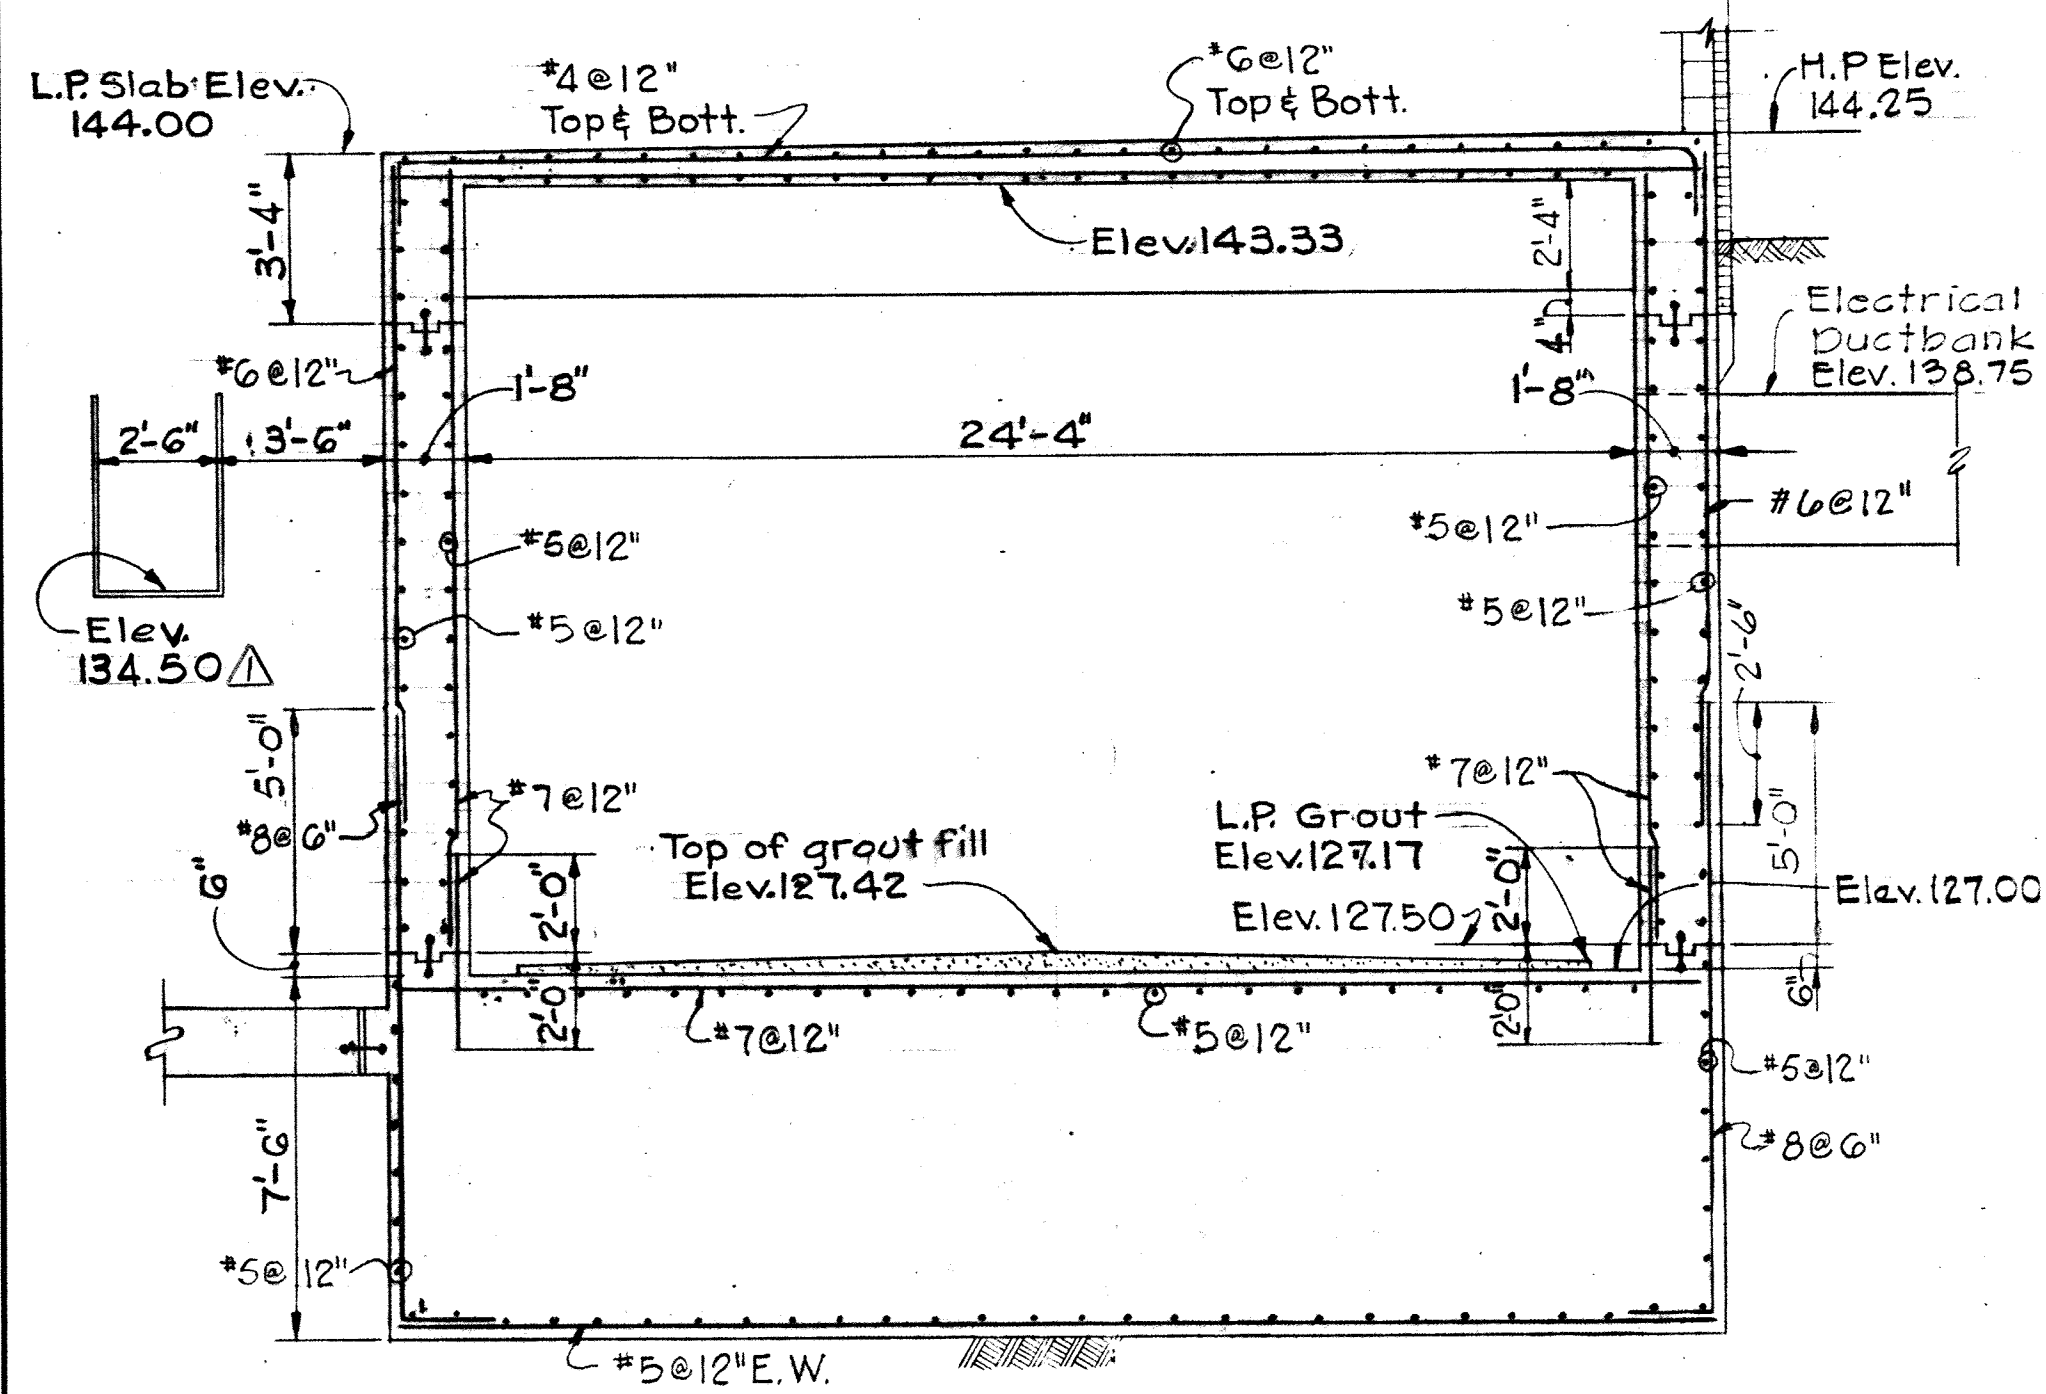 L.P. Slab Elev.
144.00
#4@12"
Top & Bott.
#6@12"
Top & Bott.
H.P Elev.
144.25
3'-4"
Elev. 143.33
2'-4"
4"
Electrical
Ductbank
Elev. 138.75
#6@12"
1'-8"
1'-8"
2'-6"
3'-6"
24'-4"
#6@12"
#5@12"
#5@12"
#5@12"
#5@12"
Elev.
134.50 1
2'-6"
5'-0"
#7@12"
#8@6"
#7@12"
5'-0"
L.P. Grout
Elev. 127.17
Top of grout fill
Elev. 127.42
6"
2'-0"
2'-0"
Elev. 127.50
Elev. 127.00
6"
2'-0"
2'0"
#7@12"
#5@12"
#5@12"
7'-6"
#8@6"
#5@12"
#5@12" E.W.